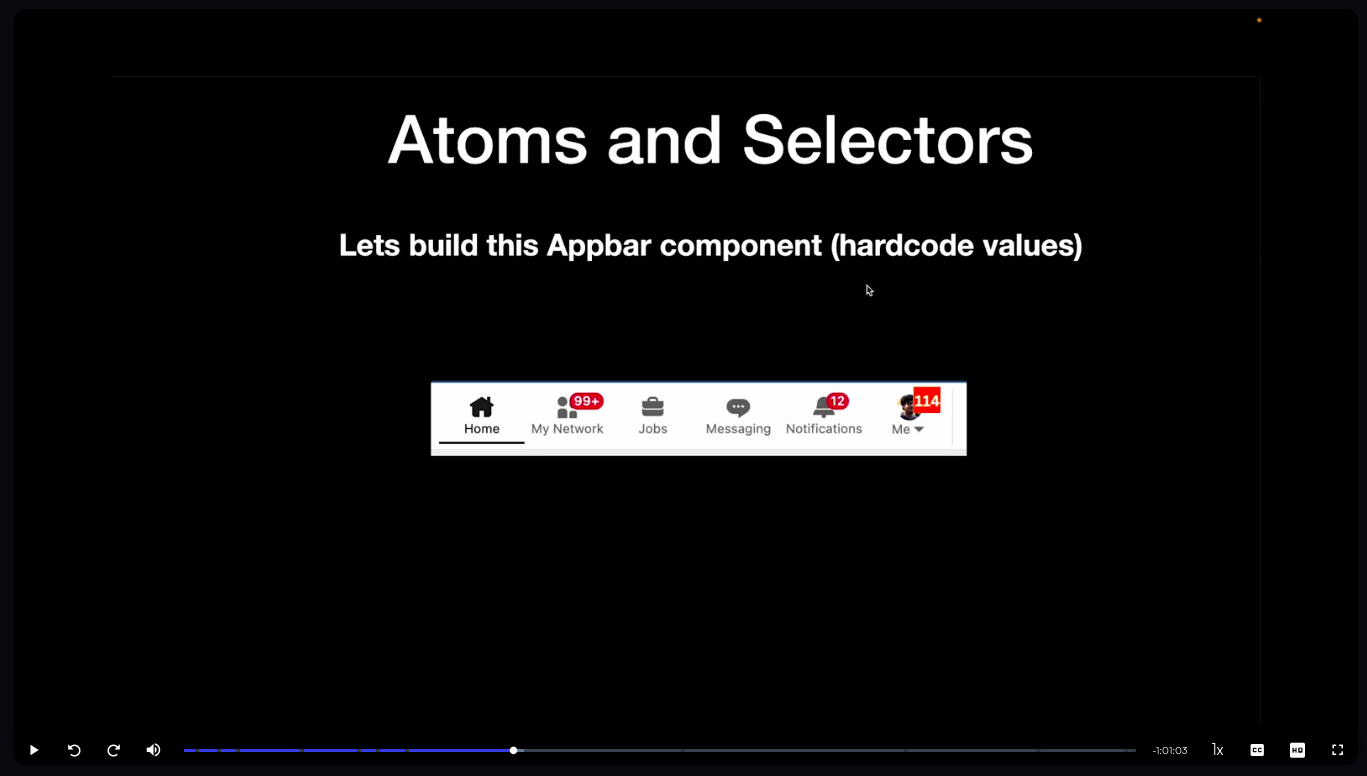 Atoms and Selectors
Lets build this Appbar component (hardcode values)
99+ 12 114
Home My Network Jobs Messaging Notifications Me
-1:01:03 1x CC HD